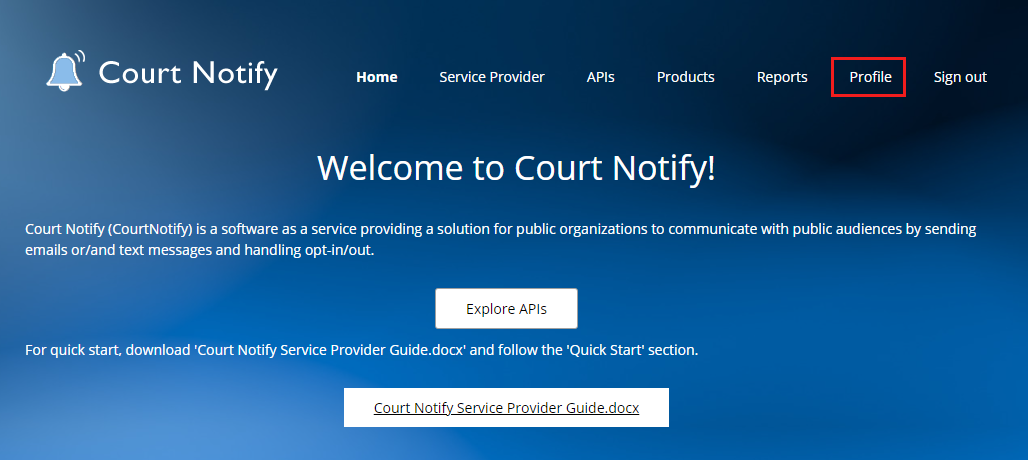 Court Notify
Home Service Provider APIs Products Reports Profile Sign out
Welcome to Court Notify!
Court Notify (CourtNotify) is a software as a service providing a solution for public organizations to communicate with public audiences by sending
emails or/and text messages and handling opt-in/out.
Explore APIs
For quick start, download 'Court Notify Service Provider Guide.docx' and follow the 'Quick Start' section.
Court Notify Service Provider Guide.docx